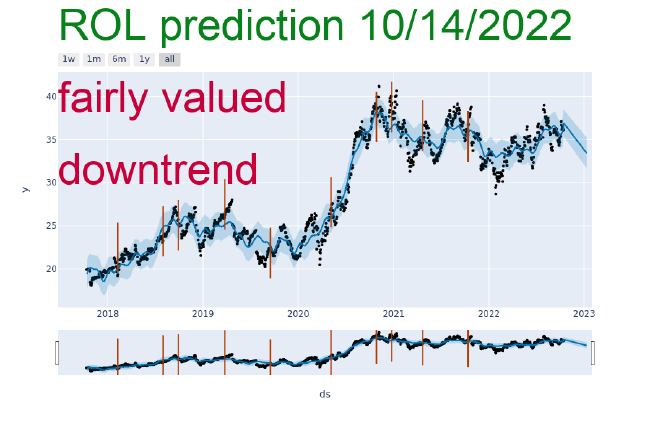 ROL prediction 10/14/2022
1w 1m 6m 1y all
fairly valued
downtrend
40
35
30
25
20
y
2018 2019 2020 2021 2022 2023
ds